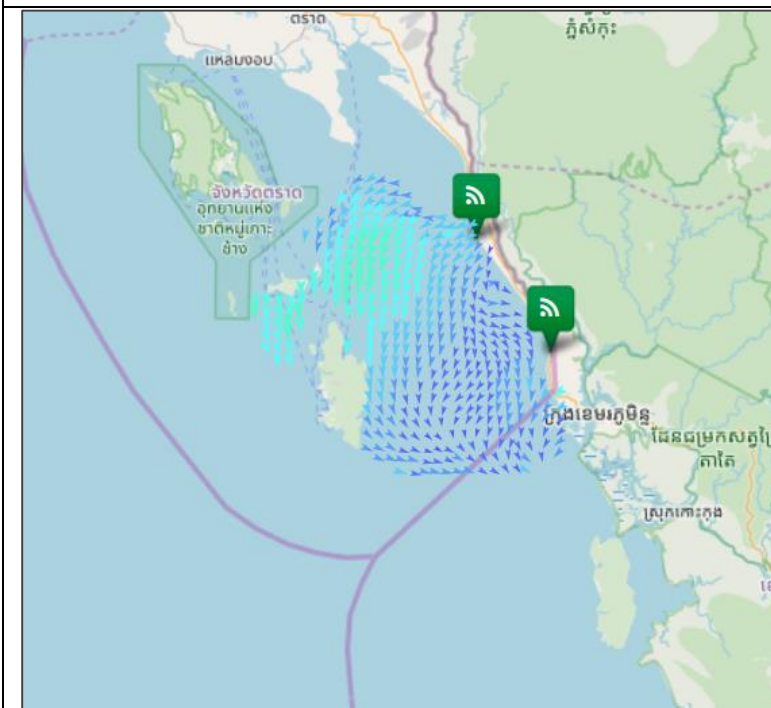 ตราด
ភ្នំសំកុះ
แหลมงอบ
จังหวัดตราด
อุทยานแห่ง
ชาติหมู่เกาะ
ช้าง
ក្រុងខេមរភូមិន្ទ
ដែនជម្រកសត្វព្រៃ
តាតៃ
ស្រុកកោះកុង